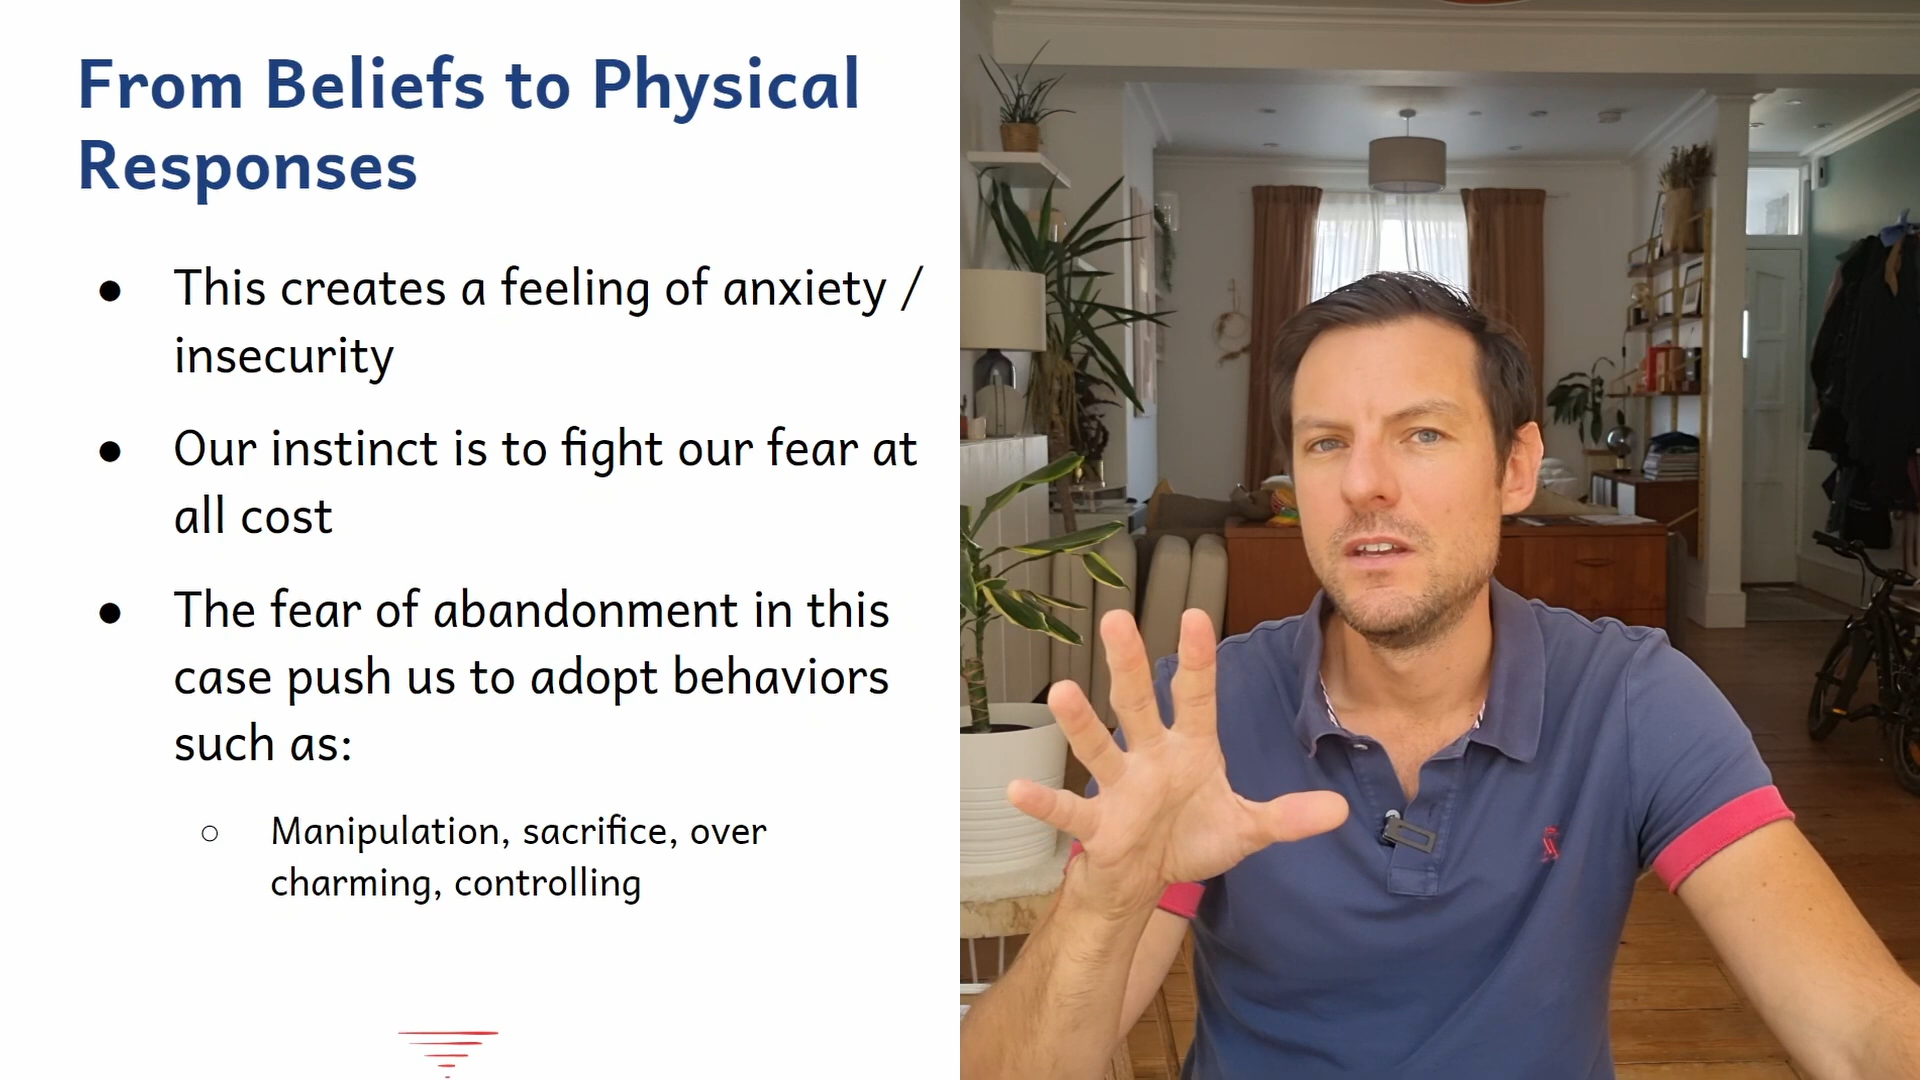 From Beliefs to Physical
Responses
● This creates a feeling of anxiety /
insecurity
● Our instinct is to fight our fear at
all cost
● The fear of abandonment in this
case push us to adopt behaviors
such as:
○ Manipulation, sacrifice, over
charming, controlling